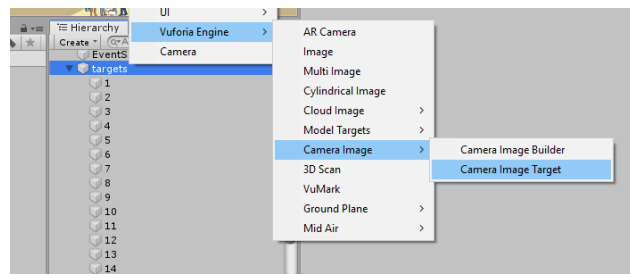 UI
Hierarchy
Create
EventS
targets
1
2
3
4
5
6
7
8
9
10
11
12
13
14
Vuforia Engine
Camera
AR Camera
Image
Multi Image
Cylindrical Image
Cloud Image
Model Targets
Camera Image
3D Scan
VuMark
Ground Plane
Mid Air
Camera Image Builder
Camera Image Target